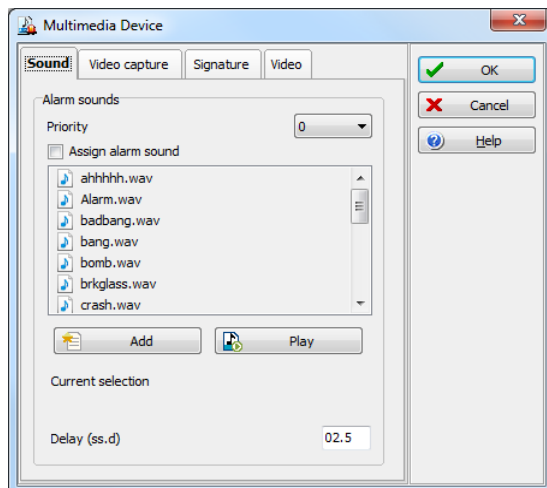 Multimedia Device
Sound Video capture Signature Video
OK
Cancel
Help
Alarm sounds
Priority 0
Assign alarm sound
ahhhhh.wav
Alarm.wav
badbang.wav
bang.wav
bomb.wav
brkglass.wav
crash.wav
Add Play
Current selection
Delay (ss.d) 02.5